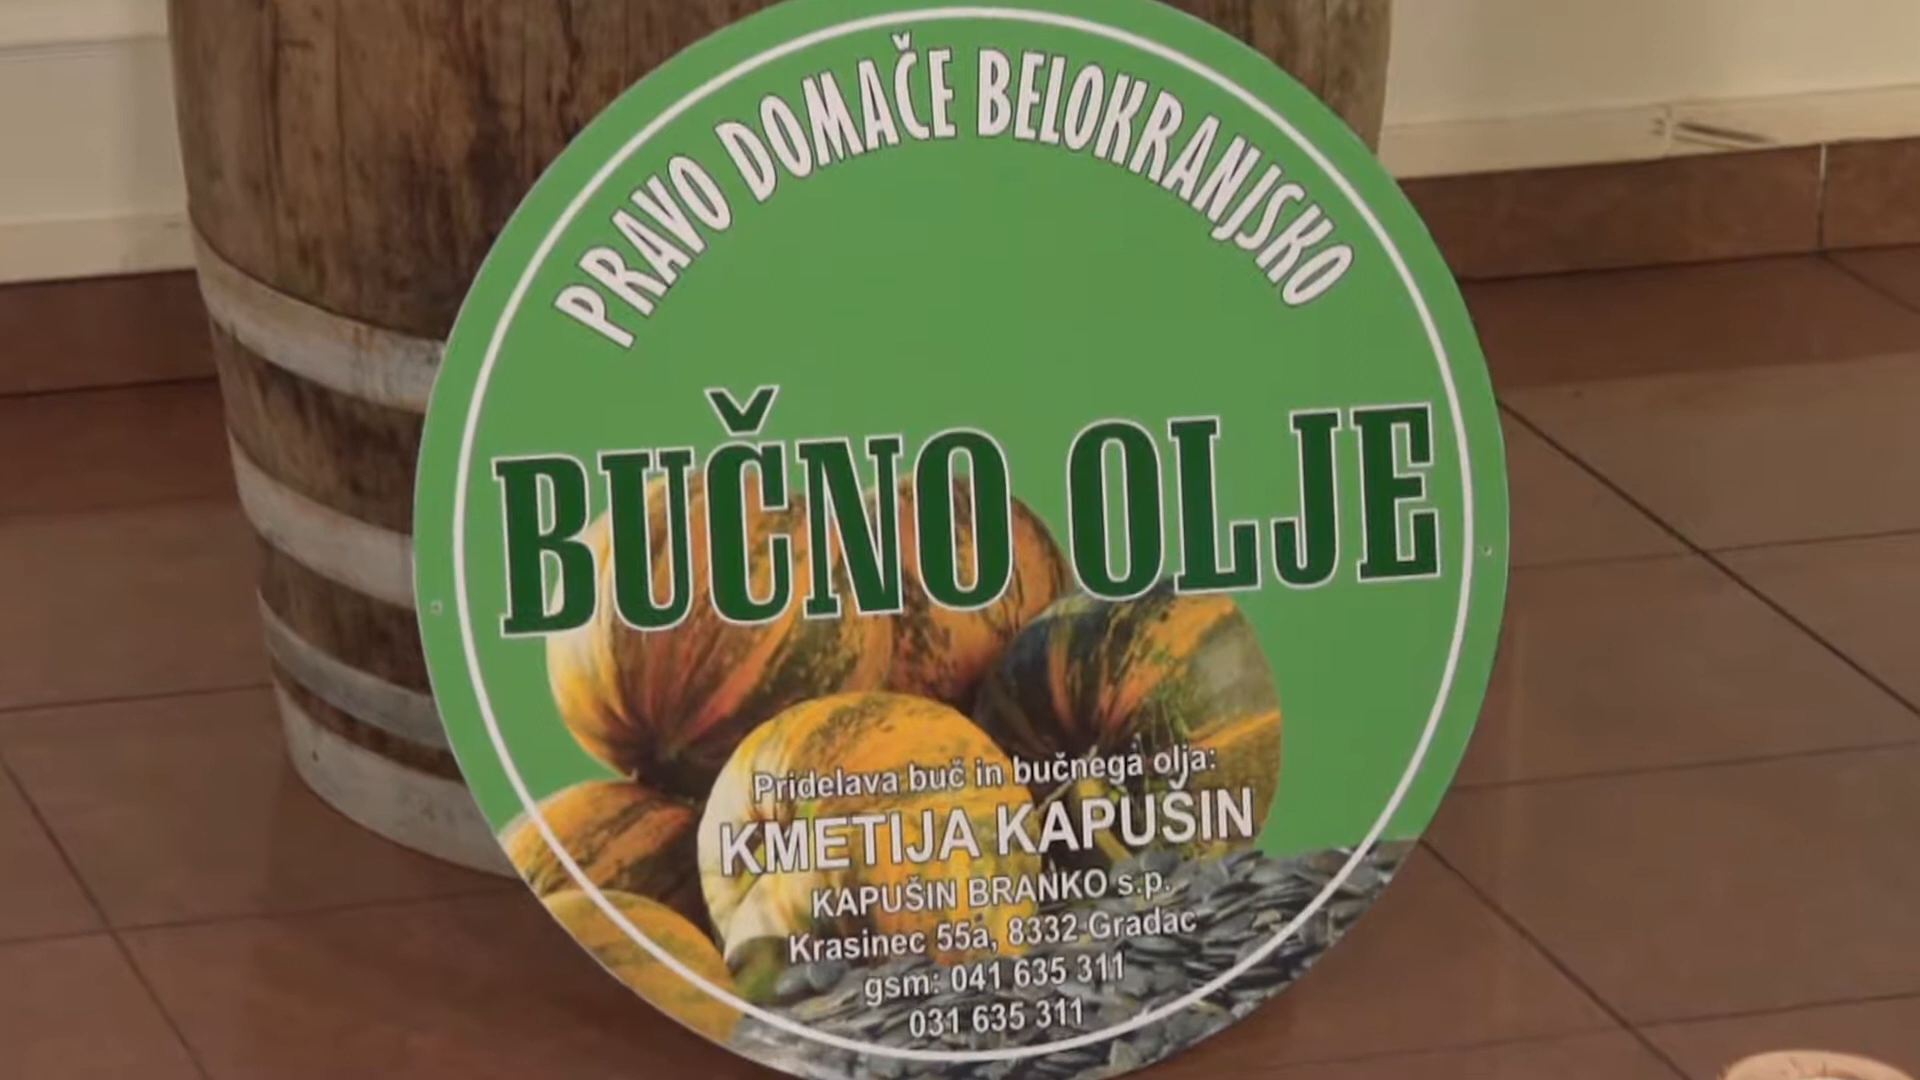 PRAVO DOMAČE BELOKRANJSKO
BUČNO OLJE
Pridelava buč in bučnega olja:
KMETIJA KAPUŠIN
KAPUŠIN BRANKO s.p.
Krasinec 55a, 8332 Gradac
gsm: 041 635 311
031 635 311